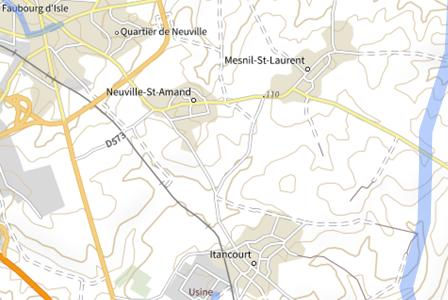 Faubourg d'Isle
Quartier de Neuville
Mesnil-St-Laurent
Neuville-St-Amand
110
D573
Itancourt
Usine